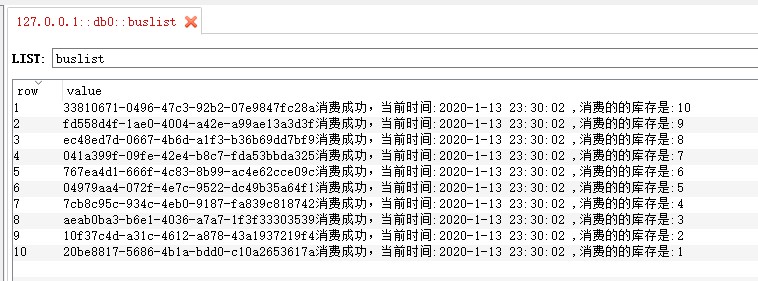 127.0.0.1::db0::buslist
LIST: buslist
row value
1 33810671-0496-47c3-92b2-07e9847fc28a消费成功，当前时间:2020-1-13 23:30:02 ,消费的的库存是:10
2 fd558d4f-1ae0-4004-a42e-a99ae13a3d3f消费成功，当前时间:2020-1-13 23:30:02 ,消费的的库存是:9
3 ec48ed7d-0667-4b6d-a1f3-b36b69dd7bf9消费成功，当前时间:2020-1-13 23:30:02 ,消费的的库存是:8
4 041a399f-09fe-42e4-b8c7-fda53bbda325消费成功，当前时间:2020-1-13 23:30:02 ,消费的的库存是:7
5 767ea4d1-666f-4c83-8b99-ac4e62cce09c消费成功，当前时间:2020-1-13 23:30:02 ,消费的的库存是:6
6 04979aa4-072f-4e7c-9522-dc49b35a64f1消费成功，当前时间:2020-1-13 23:30:02 ,消费的的库存是:5
7 7cb8c95c-934c-4eb0-9187-fa839c818742消费成功，当前时间:2020-1-13 23:30:02 ,消费的的库存是:4
8 aeab0ba3-b6e1-4036-a7a7-1f3f33303539消费成功，当前时间:2020-1-13 23:30:02 ,消费的的库存是:3
9 10f37c4d-a31c-4612-a878-43a1937219f4消费成功，当前时间:2020-1-13 23:30:02 ,消费的的库存是:2
10 20be8817-5686-4b1a-bdd0-c10a2653617a消费成功，当前时间:2020-1-13 23:30:02 ,消费的的库存是:1